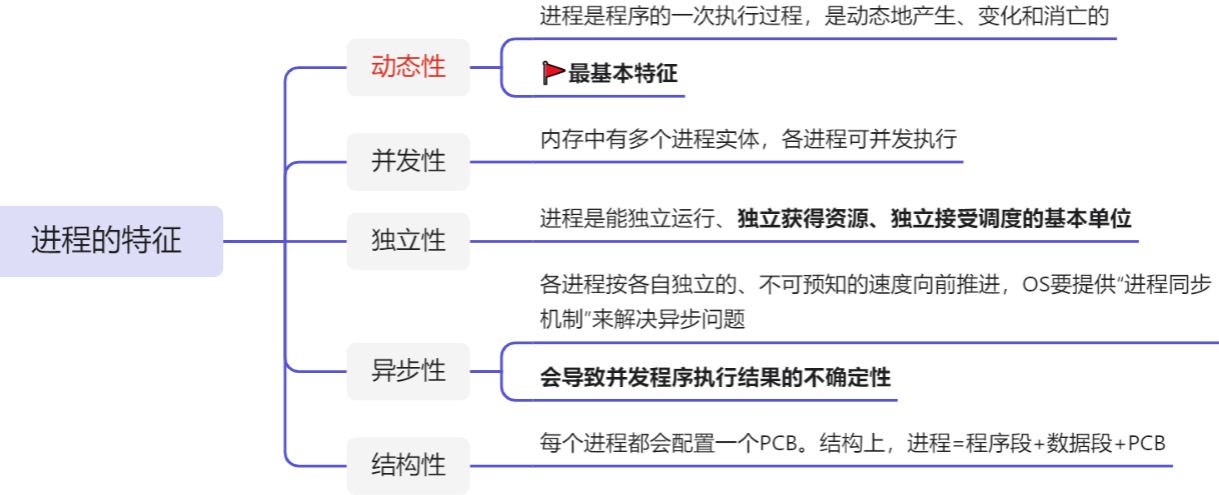 进程的特征
动态性
进程是程序的一次执行过程，是动态地产生、变化和消亡的
最基本特征
并发性
内存中有多个进程实体，各进程可并发执行
独立性
进程是能独立运行、独立获得资源、独立接受调度的基本单位
异步性
各进程按各自独立的、不可预知的速度向前推进，OS要提供“进程同步
机制”来解决异步问题
会导致并发程序执行结果的不确定性
结构性
每个进程都会配置一个PCB。结构上，进程=程序段+数据段+PCB